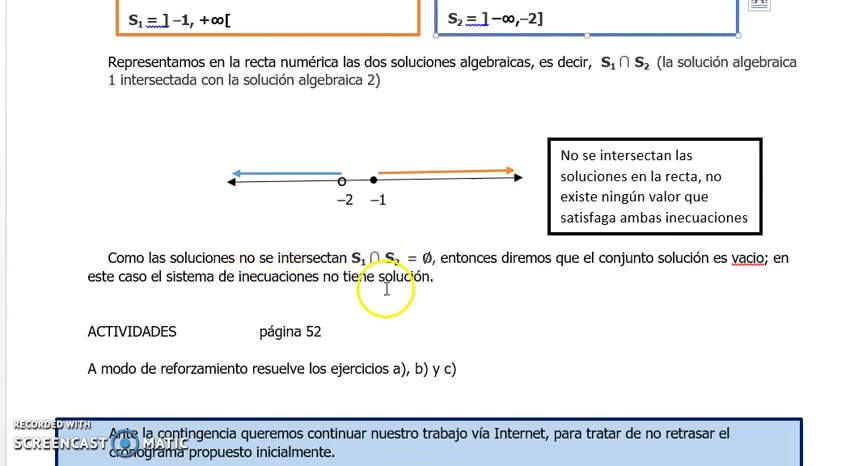 S₁ = ] –1, +∞[
S₂ = ] –∞,–2]
Representamos en la recta numérica las dos soluciones algebraicas, es decir, S₁ ∩ S₂ (la solución algebraica
1 intersectada con la solución algebraica 2)
No se intersectan las
soluciones en la recta, no
existe ningún valor que
satisfaga ambas inecuaciones
–2 –1
Como las soluciones no se intersectan S₁ ∩ S₂ = Ø, entonces diremos que el conjunto solución es vacio; en
este caso el sistema de inecuaciones no tiene solución.
ACTIVIDADES página 52
A modo de reforzamiento resuelve los ejercicios a), b) y c)
Ante la contingencia queremos continuar nuestro trabajo vía Internet, para tratar de no retrasar el
cronograma propuesto inicialmente.
RECORDED WITH
SCREENCAST MATIC